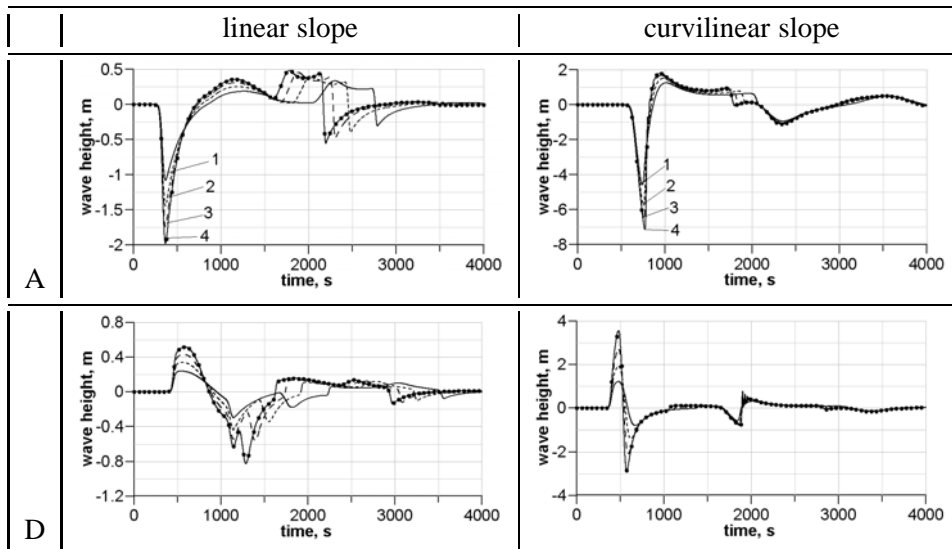 linear slope curvilinear slope
A
wave height, m
0.5
0
-0.5
-1
-1.5
-2
1
2
3
4
0 1000 2000 3000 4000
time, s
wave height, m
2
0
-2
-4
-6
-8
1
2
3
4
0 1000 2000 3000 4000
time, s
D
wave height, m
0.8
0.4
0
-0.4
-0.8
-1.2
0 1000 2000 3000 4000
time, s
wave height, m
4
2
0
-2
-4
0 1000 2000 3000 4000
time, s